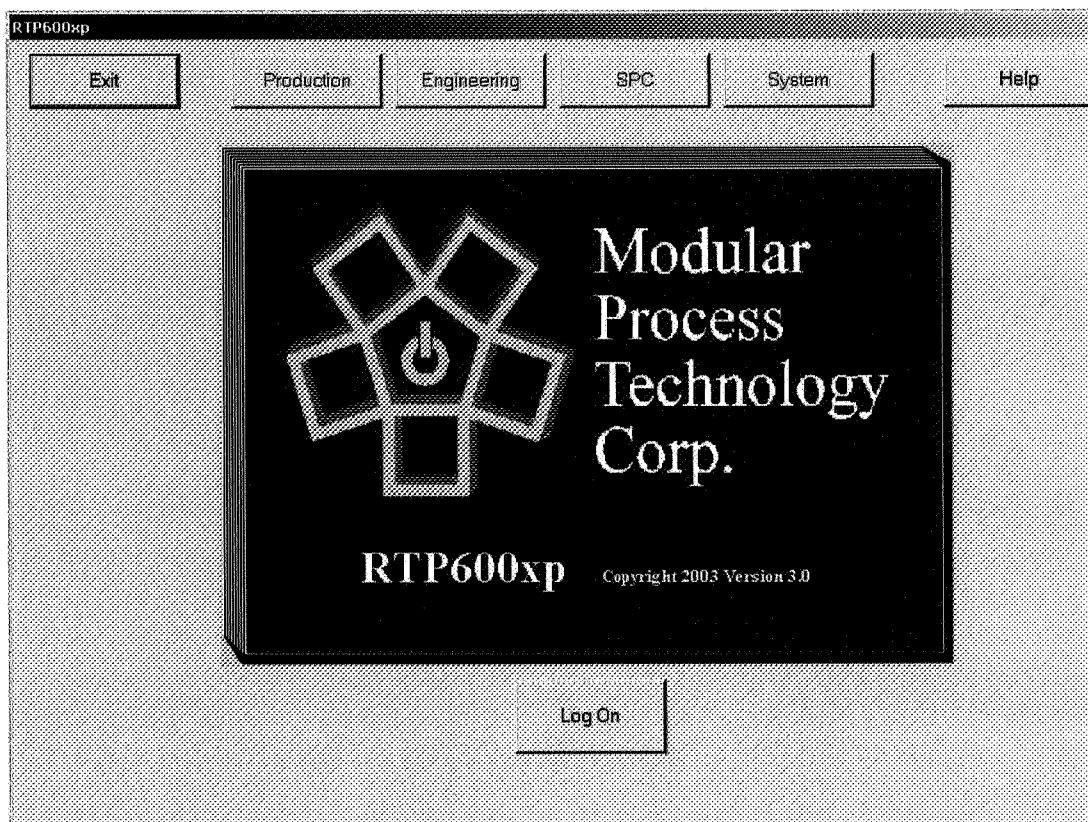 RTP600xp
Exit Production Engineering SPC System Help
Modular
Process
Technology
Corp.
RTP600xp Copyright 2003 Version 3.0
Log On